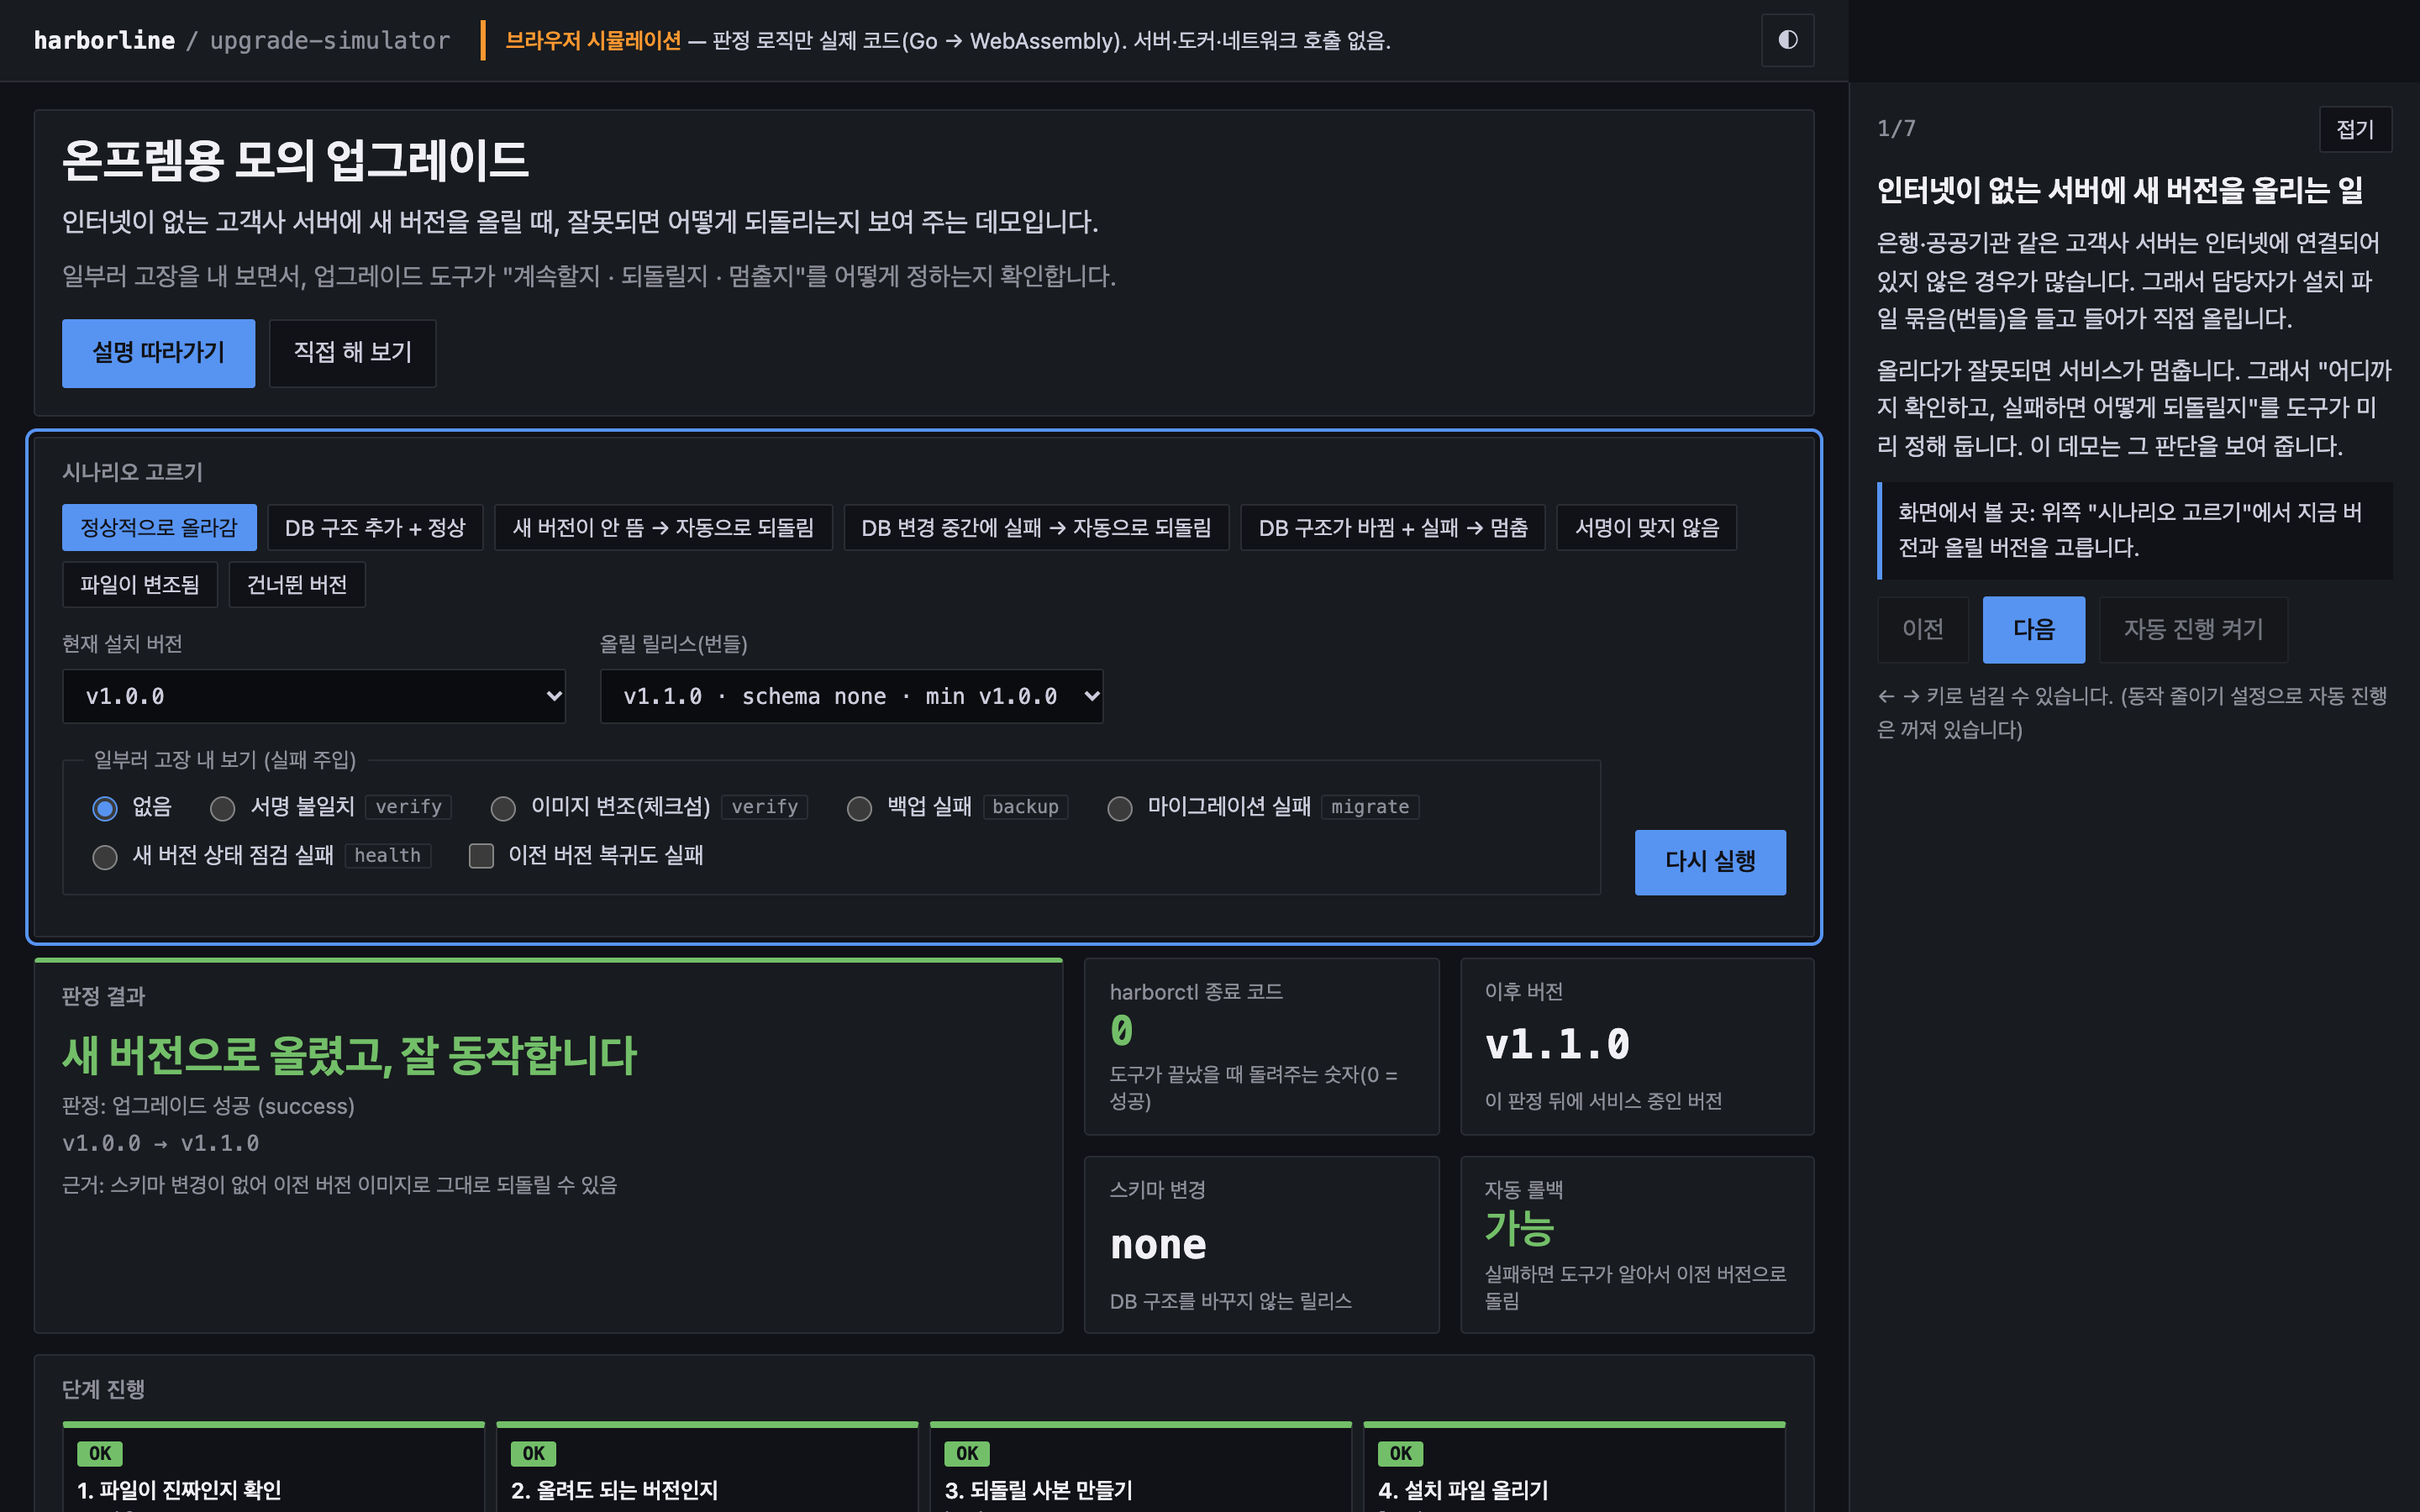 harborline / upgrade-simulator
브라우저 시뮬레이션 — 판정 로직만 실제 코드(Go → WebAssembly). 서버·도커·네트워크 호출 없음.
온프렘용 모의 업그레이드
인터넷이 없는 고객사 서버에 새 버전을 올릴 때, 잘못되면 어떻게 되돌리는지 보여 주는 데모입니다.
일부러 고장을 내 보면서, 업그레이드 도구가 "계속할지 · 되돌릴지 · 멈출지"를 어떻게 정하는지 확인합니다.
설명 따라가기
직접 해 보기
시나리오 고르기
정상적으로 올라감
DB 구조 추가 + 정상
새 버전이 안 뜸 → 자동으로 되돌림
DB 변경 중간에 실패 → 자동으로 되돌림
DB 구조가 바뀜 + 실패 → 멈춤
서명이 맞지 않음
파일이 변조됨
건너뛴 버전
현재 설치 버전
올릴 릴리스(번들)
v1.0.0
v1.1.0 · schema none · min v1.0.0
일부러 고장 내 보기 (실패 주입)
없음
서명 불일치 verify
이미지 변조(체크섬) verify
백업 실패 backup
마이그레이션 실패 migrate
새 버전 상태 점검 실패 health
이전 버전 복귀도 실패
다시 실행
판정 결과
새 버전으로 올렸고, 잘 동작합니다
판정: 업그레이드 성공 (success)
v1.0.0 → v1.1.0
근거: 스키마 변경이 없어 이전 버전 이미지로 그대로 되돌릴 수 있음
harborctl 종료 코드
0
도구가 끝났을 때 돌려주는 숫자(0 =
성공)
이후 버전
v1.1.0
이 판정 뒤에 서비스 중인 버전
스키마 변경
none
DB 구조를 바꾸지 않는 릴리스
자동 롤백
가능
실패하면 도구가 알아서 이전 버전으로
돌림
단계 진행
OK
1. 파일이 진짜인지 확인
OK
2. 올려도 되는 버전인지
OK
3. 되돌릴 사본 만들기
OK
4. 설치 파일 올리기
1/7
접기
인터넷이 없는 서버에 새 버전을 올리는 일
은행·공공기관 같은 고객사 서버는 인터넷에 연결되어
있지 않은 경우가 많습니다. 그래서 담당자가 설치 파
일 묶음(번들)을 들고 들어가 직접 올립니다.
올리다가 잘못되면 서비스가 멈춥니다. 그래서 "어디까
지 확인하고, 실패하면 어떻게 되돌릴지"를 도구가 미
리 정해 둡니다. 이 데모는 그 판단을 보여 줍니다.
화면에서 볼 곳: 위쪽 "시나리오 고르기"에서 지금 버
전과 올릴 버전을 고릅니다.
이전
다음
자동 진행 켜기
← → 키로 넘길 수 있습니다. (동작 줄이기 설정으로 자동 진행
은 꺼져 있습니다)